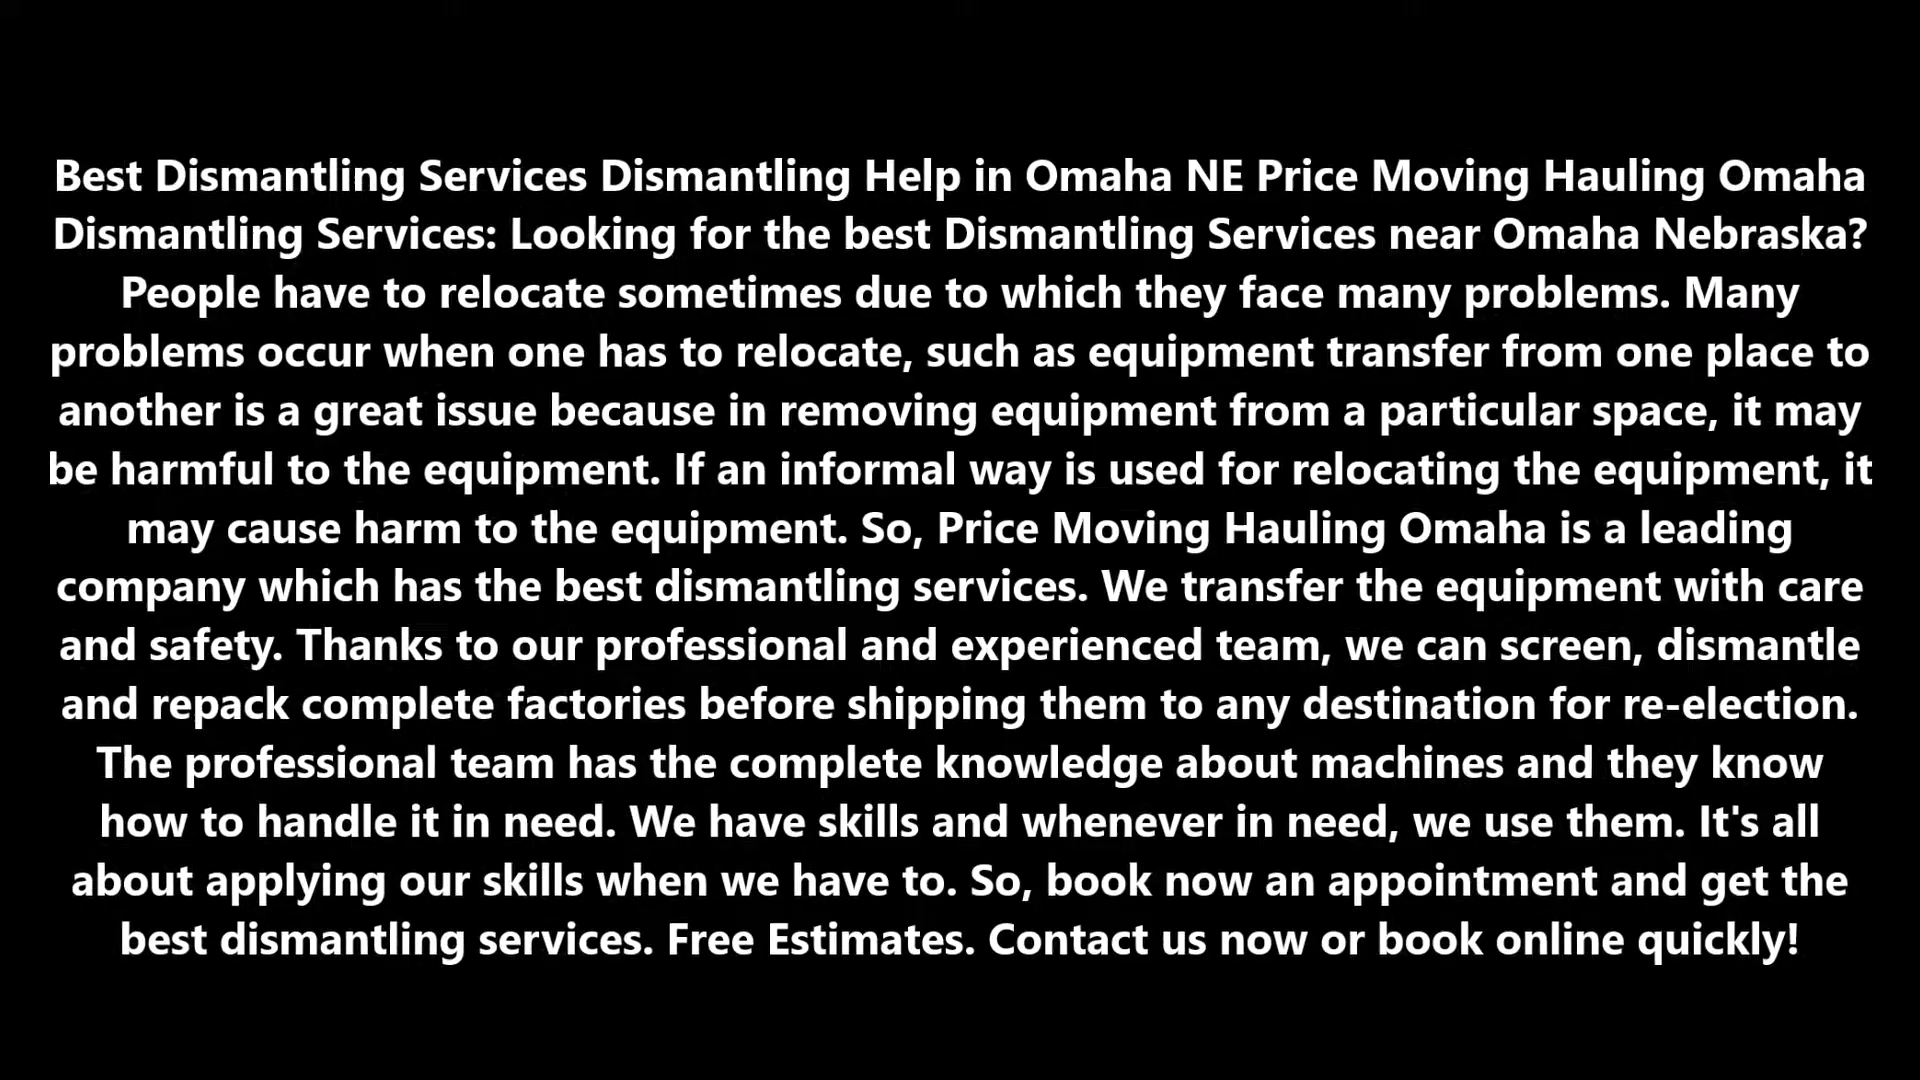 Best Dismantling Services Dismantling Help in Omaha NE Price Moving Hauling Omaha
Dismantling Services: Looking for the best Dismantling Services near Omaha Nebraska?
People have to relocate sometimes due to which they face many problems. Many
problems occur when one has to relocate, such as equipment transfer from one place to
another is a great issue because in removing equipment from a particular space, it may
be harmful to the equipment. If an informal way is used for relocating the equipment, it
may cause harm to the equipment. So, Price Moving Hauling Omaha is a leading
company which has the best dismantling services. We transfer the equipment with care
and safety. Thanks to our professional and experienced team, we can screen, dismantle
and repack complete factories before shipping them to any destination for re-election.
The professional team has the complete knowledge about machines and they know
how to handle it in need. We have skills and whenever in need, we use them. It's all
about applying our skills when we have to. So, book now an appointment and get the
best dismantling services. Free Estimates. Contact us now or book online quickly!